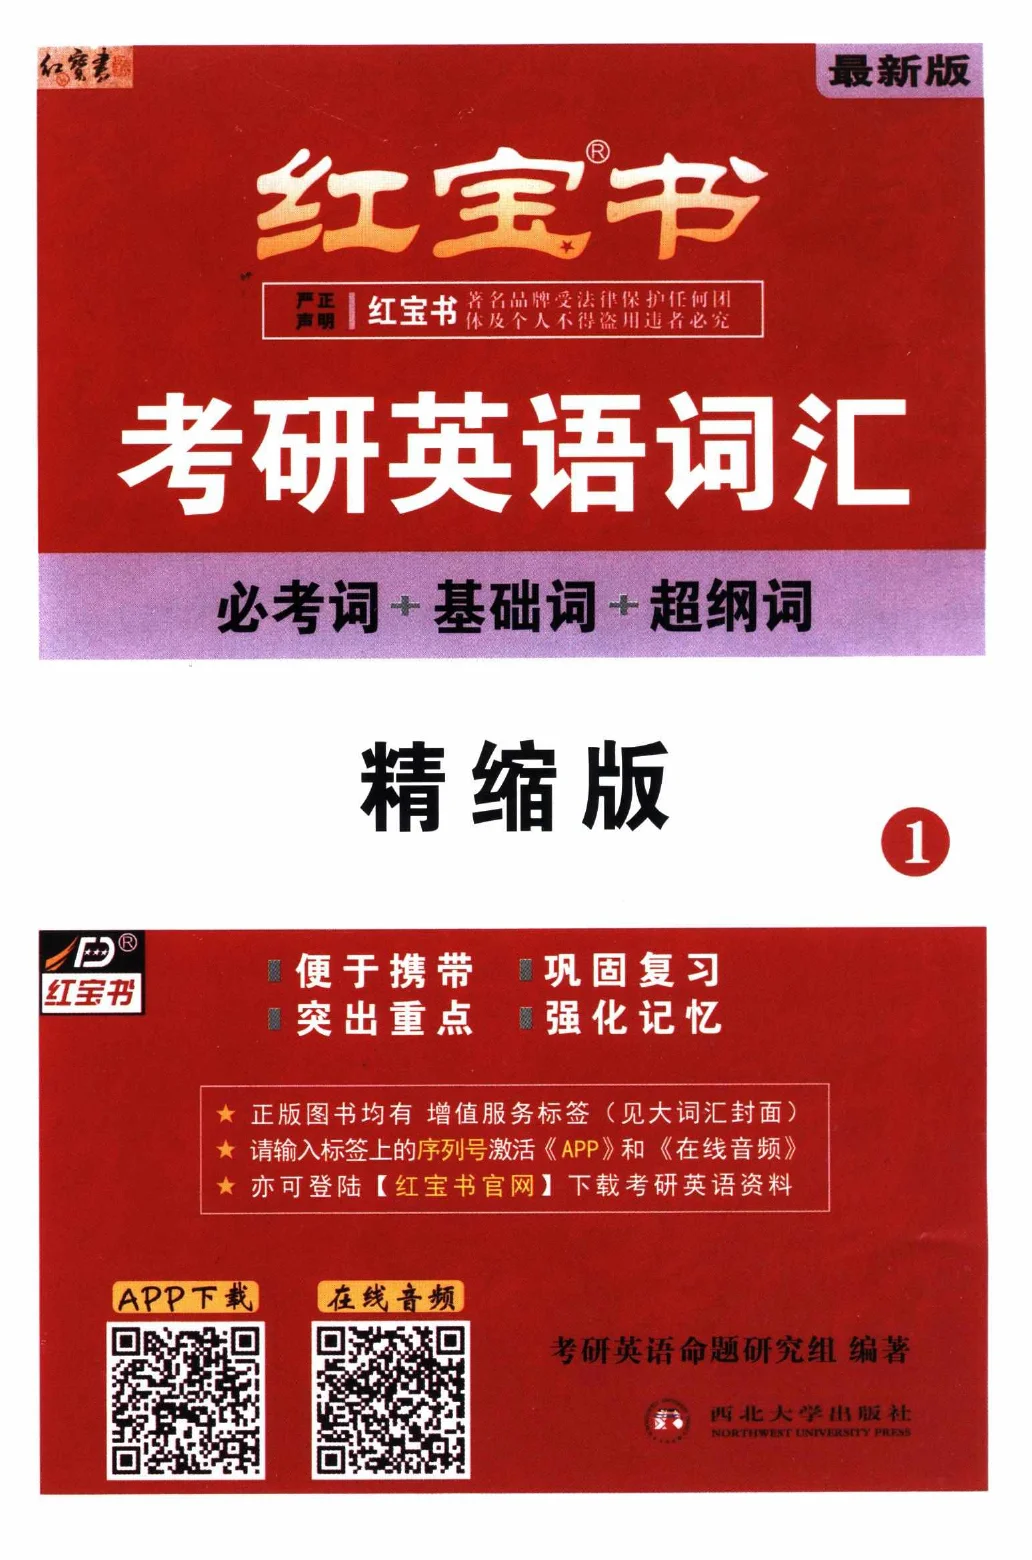 红寶書
最新版
红宝书®
严正声明
红宝书
著名品牌受法律保护任何团
体及个人不得盗用违者必究
考研英语词汇
必考词+基础词+超纲词
精缩版
1
®
红宝书
便于携带 巩固复习
突出重点 强化记忆
★ 正版图书均有 增值服务标签（见大词汇封面）
★ 请输入标签上的序列号激活《APP》和《在线音频》
★ 亦可登陆【红宝书官网】下载考研英语资料
APP下载 在线音频
考研英语命题研究组 编著
西北大学出版社
NORTHWEST UNIVERSITY PRESS